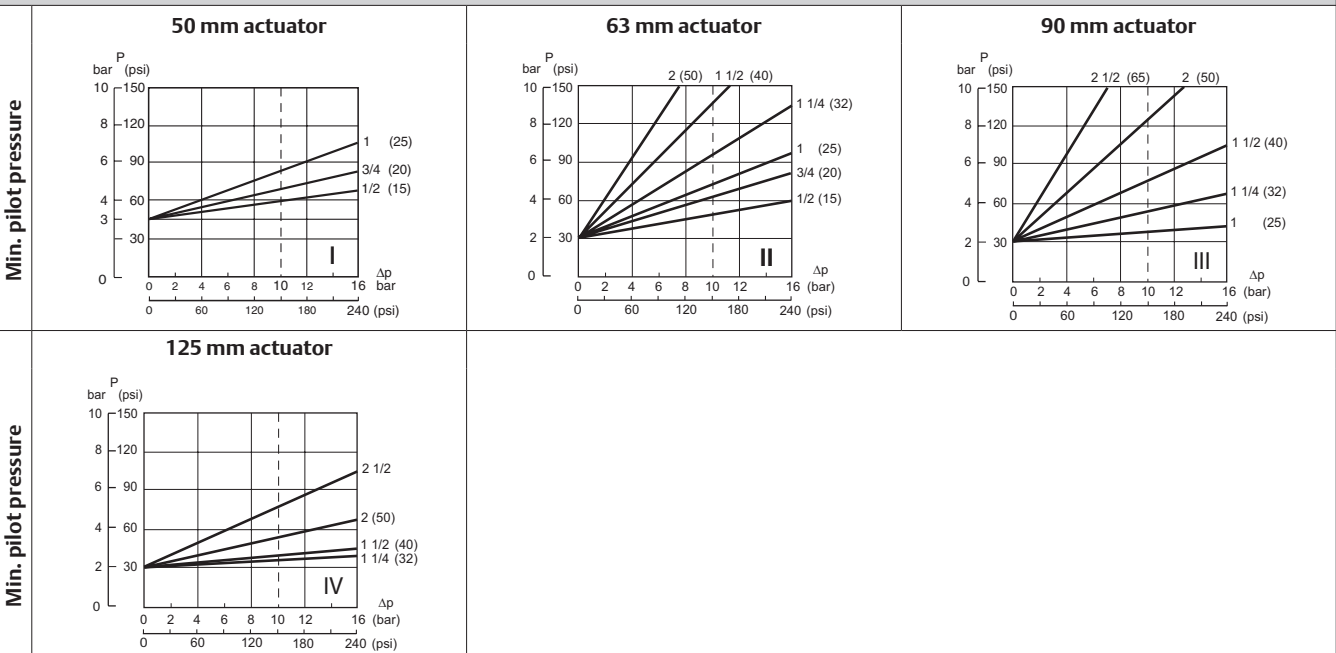 50 mm actuator
63 mm actuator
90 mm actuator
Min. pilot pressure
P
bar (psi)
10 150
8 120
6 90
4 60
3
30
0
1 (25)
3/4 (20)
1/2 (15)
I
Δp
0 2 4 6 8 10 12 16 bar
0 60 120 180 240 (psi)
P
bar (psi)
2 (50) 1 1/2 (40)
10 150
8 120
6 90
4 60
2 30
0
1 1/4 (32)
1 (25)
3/4 (20)
1/2 (15)
II
Δp
0 2 4 6 8 10 12 16 (bar)
0 60 120 180 240 (psi)
P
bar (psi)
2 1/2 (65) 2 (50)
10 150
8 120
6 90
4 60
2 30
0
1 1/2 (40)
1 1/4 (32)
1 (25)
III
Δp
0 2 4 6 8 10 12 16 (bar)
0 60 120 180 240 (psi)
125 mm actuator
Min. pilot pressure
P
bar (psi)
10 150
8 120
6 90
4 60
2 30
0
2 1/2
2 (50)
1 1/2 (40)
1 1/4 (32)
IV
Δp
0 2 4 6 8 10 12 16 (bar)
0 60 120 180 240 (psi)